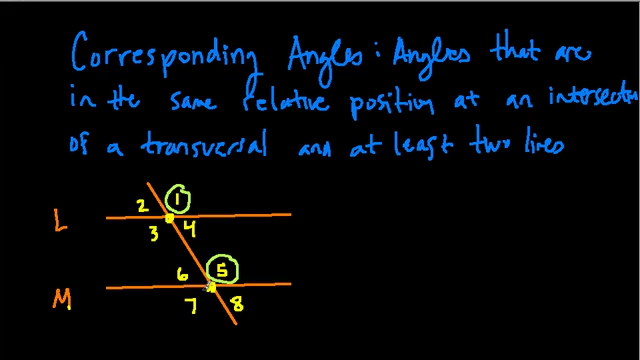 Corresponding Angles: Angles that are
in the same relative position at an
of a transversal and at least two lines
2 1
L
3 4
6 5
M
7 8